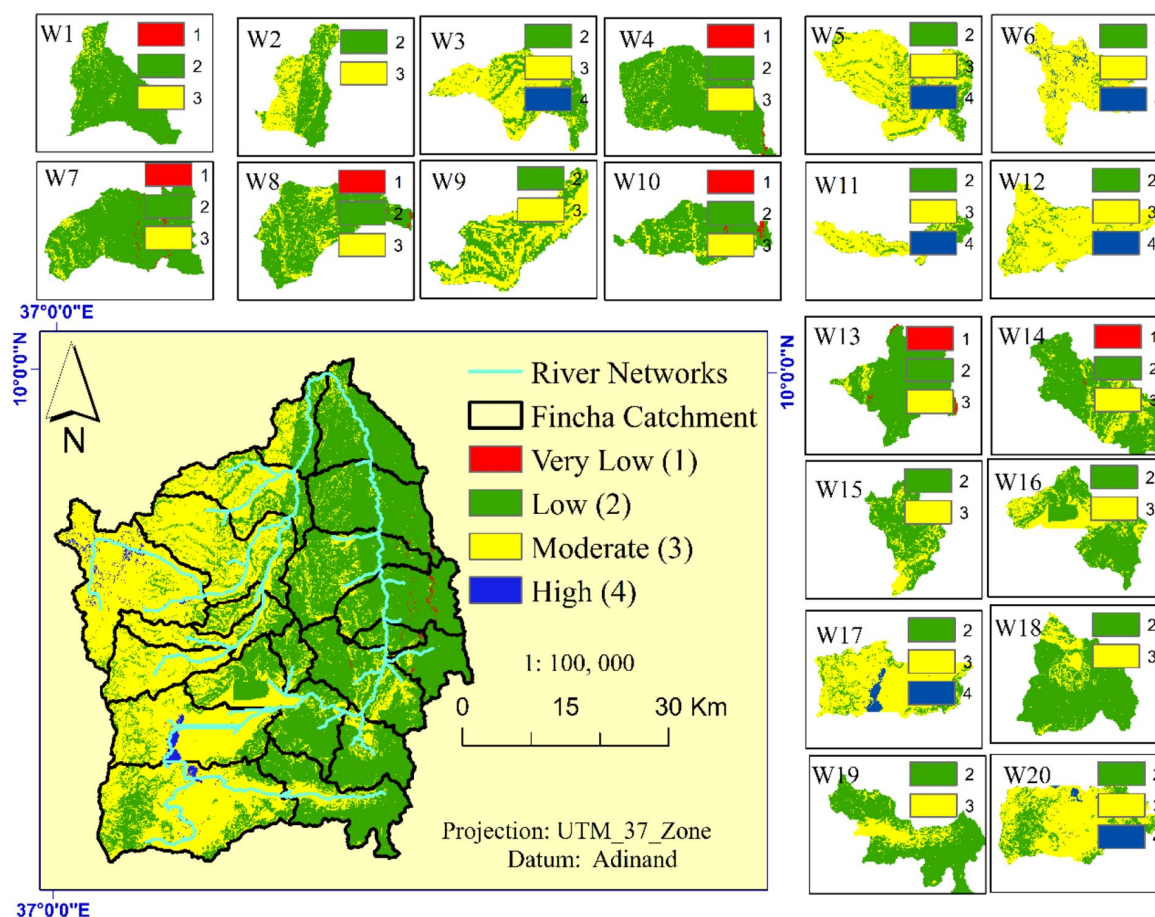 W1
1
2
3
W2
2
3
W3
2
3
4
W4
1
2
3
W5
2
3
4
W6
W7
1
2
3
W8
1
2
3
W9
2
3
W10
1
2
3
W11
2
3
4
W12
2
3
4
37°0'0"E
10°0'0"N
10°0'0"N
N
River Networks
Fincha Catchment
Very Low (1)
Low (2)
Moderate (3)
High (4)
1: 100, 000
0 15 30 Km
Projection: UTM_37_Zone
Datum: Adinand
37°0'0"E
W13
1
2
3
W14
1
2
3
W15
2
3
W16
2
3
W17
2
3
4
W18
2
3
W19
2
3
W20
2
3
4